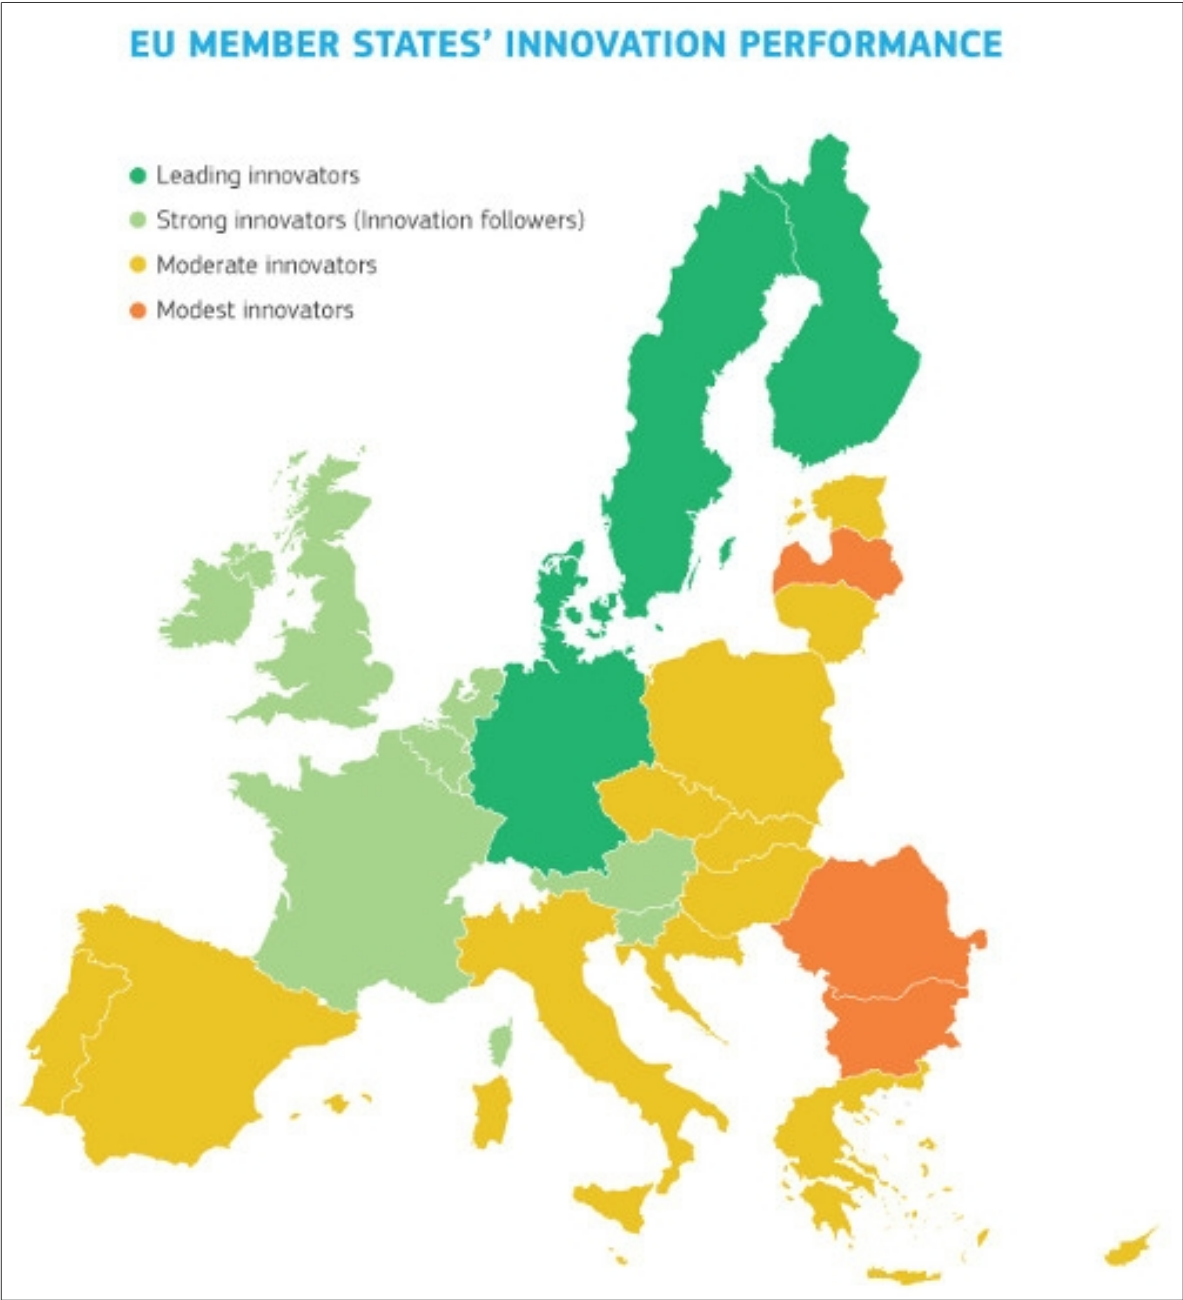 EU MEMBER STATES’ INNOVATION PERFORMANCE
Leading innovators
Strong innovators (Innovation followers)
Moderate innovators
Modest innovators